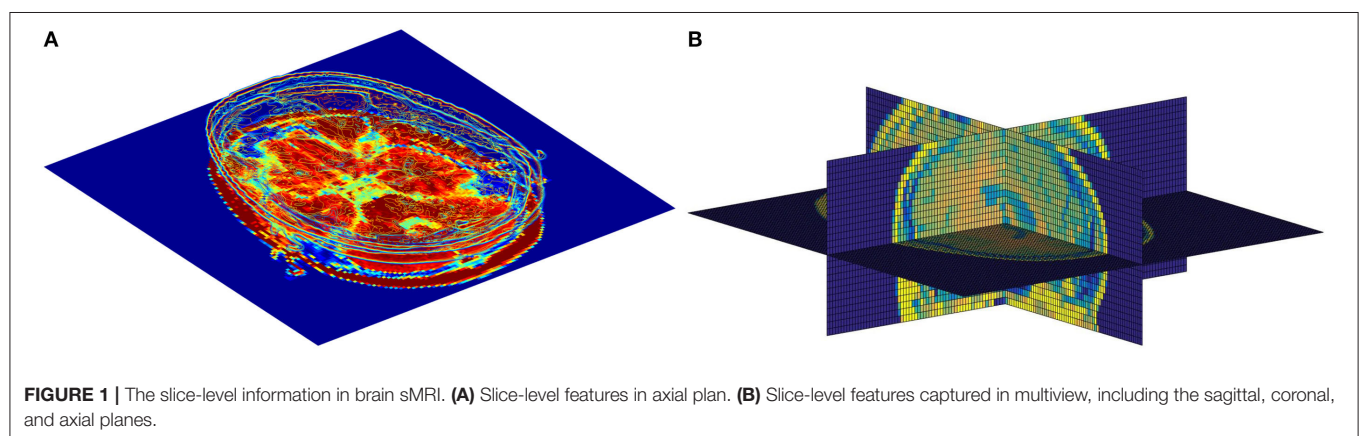 A
B
FIGURE 1 | The slice-level information in brain sMRI. (A) Slice-level features in axial plan. (B) Slice-level features captured in multiview, including the sagittal, coronal,
and axial planes.